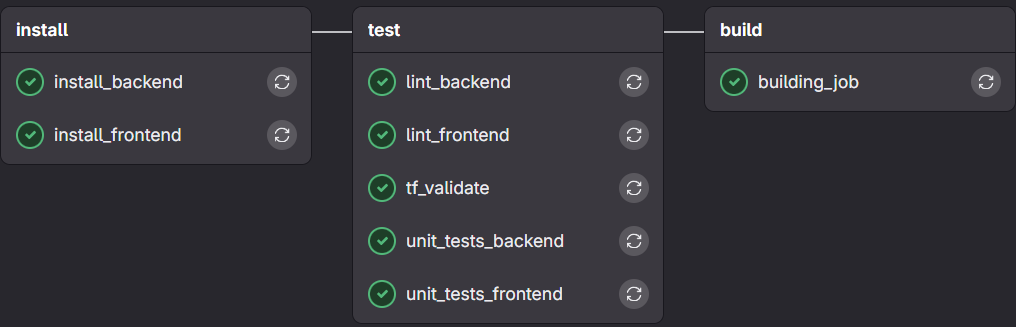 install
install_backend
install_frontend
test
lint_backend
lint_frontend
tf_validate
unit_tests_backend
unit_tests_frontend
build
building_job